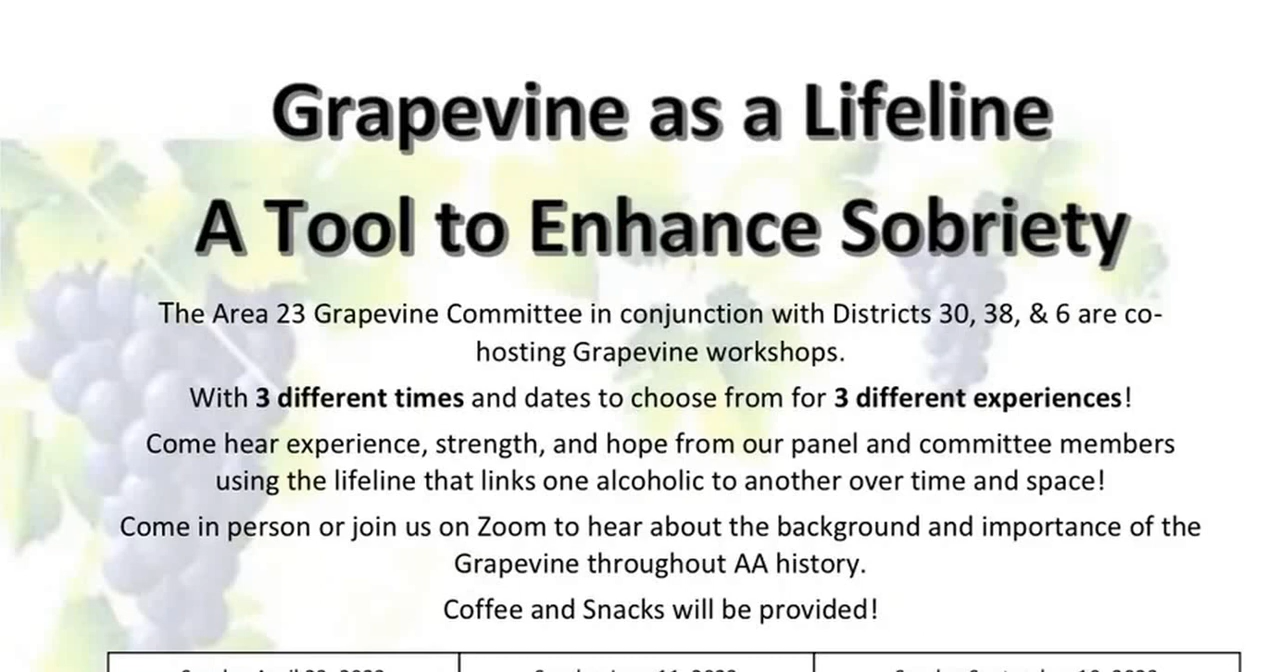 Grapevine as a Lifeline
A Tool to Enhance Sobriety
The Area 23 Grapevine Committee in conjunction with Districts 30, 38, & 6 are co-
hosting Grapevine workshops.
With 3 different times and dates to choose from for 3 different experiences!
Come hear experience, strength, and hope from our panel and committee members
using the lifeline that links one alcoholic to another over time and space!
Come in person or join us on Zoom to hear about the background and importance of the
Grapevine throughout AA history.
Coffee and Snacks will be provided!